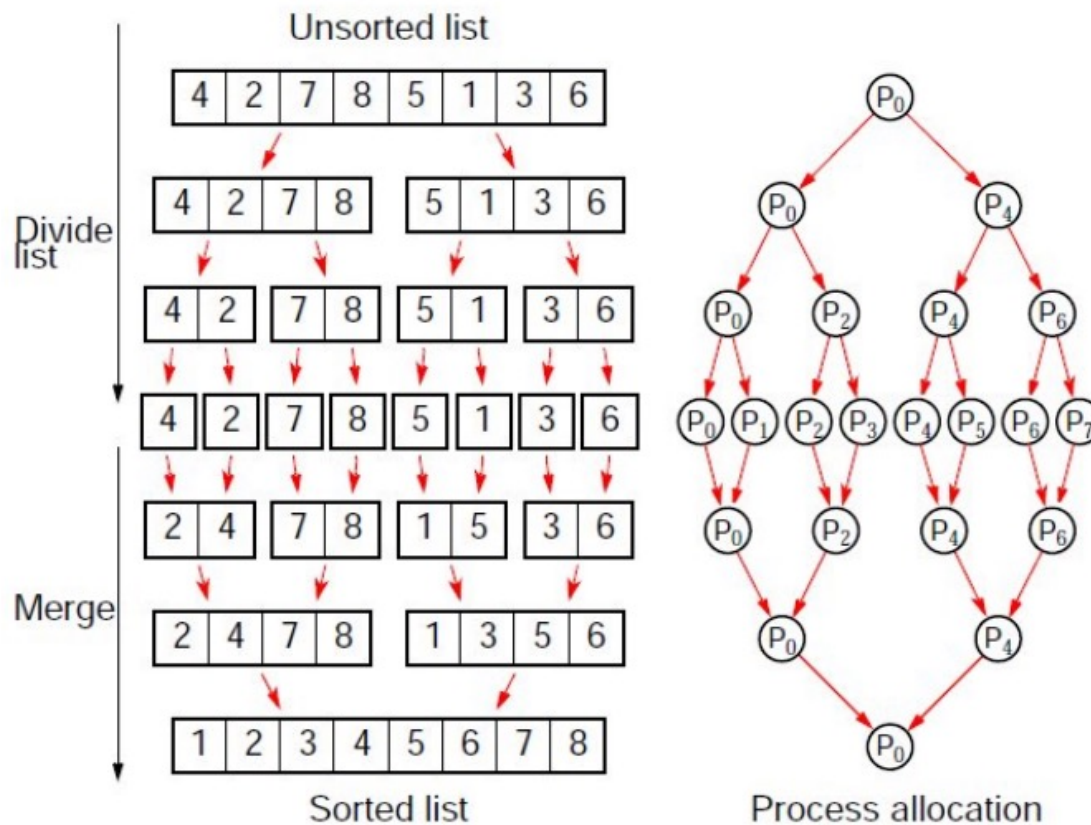 Unsorted list
4 2 7 8 5 1 3 6
4 2 7 8 5 1 3 6
Divide
list
4 2 7 8 5 1 3 6
4 2 7 8 5 1 3 6
2 4 7 8 1 5 3 6
Merge
2 4 7 8 1 3 5 6
1 2 3 4 5 6 7 8
Sorted list
P0
P0 P4
P0 P2 P4 P6
P0 P1 P2 P3 P4 P5 P6 P7
P0 P2 P4 P6
P0 P4
P0
Process allocation